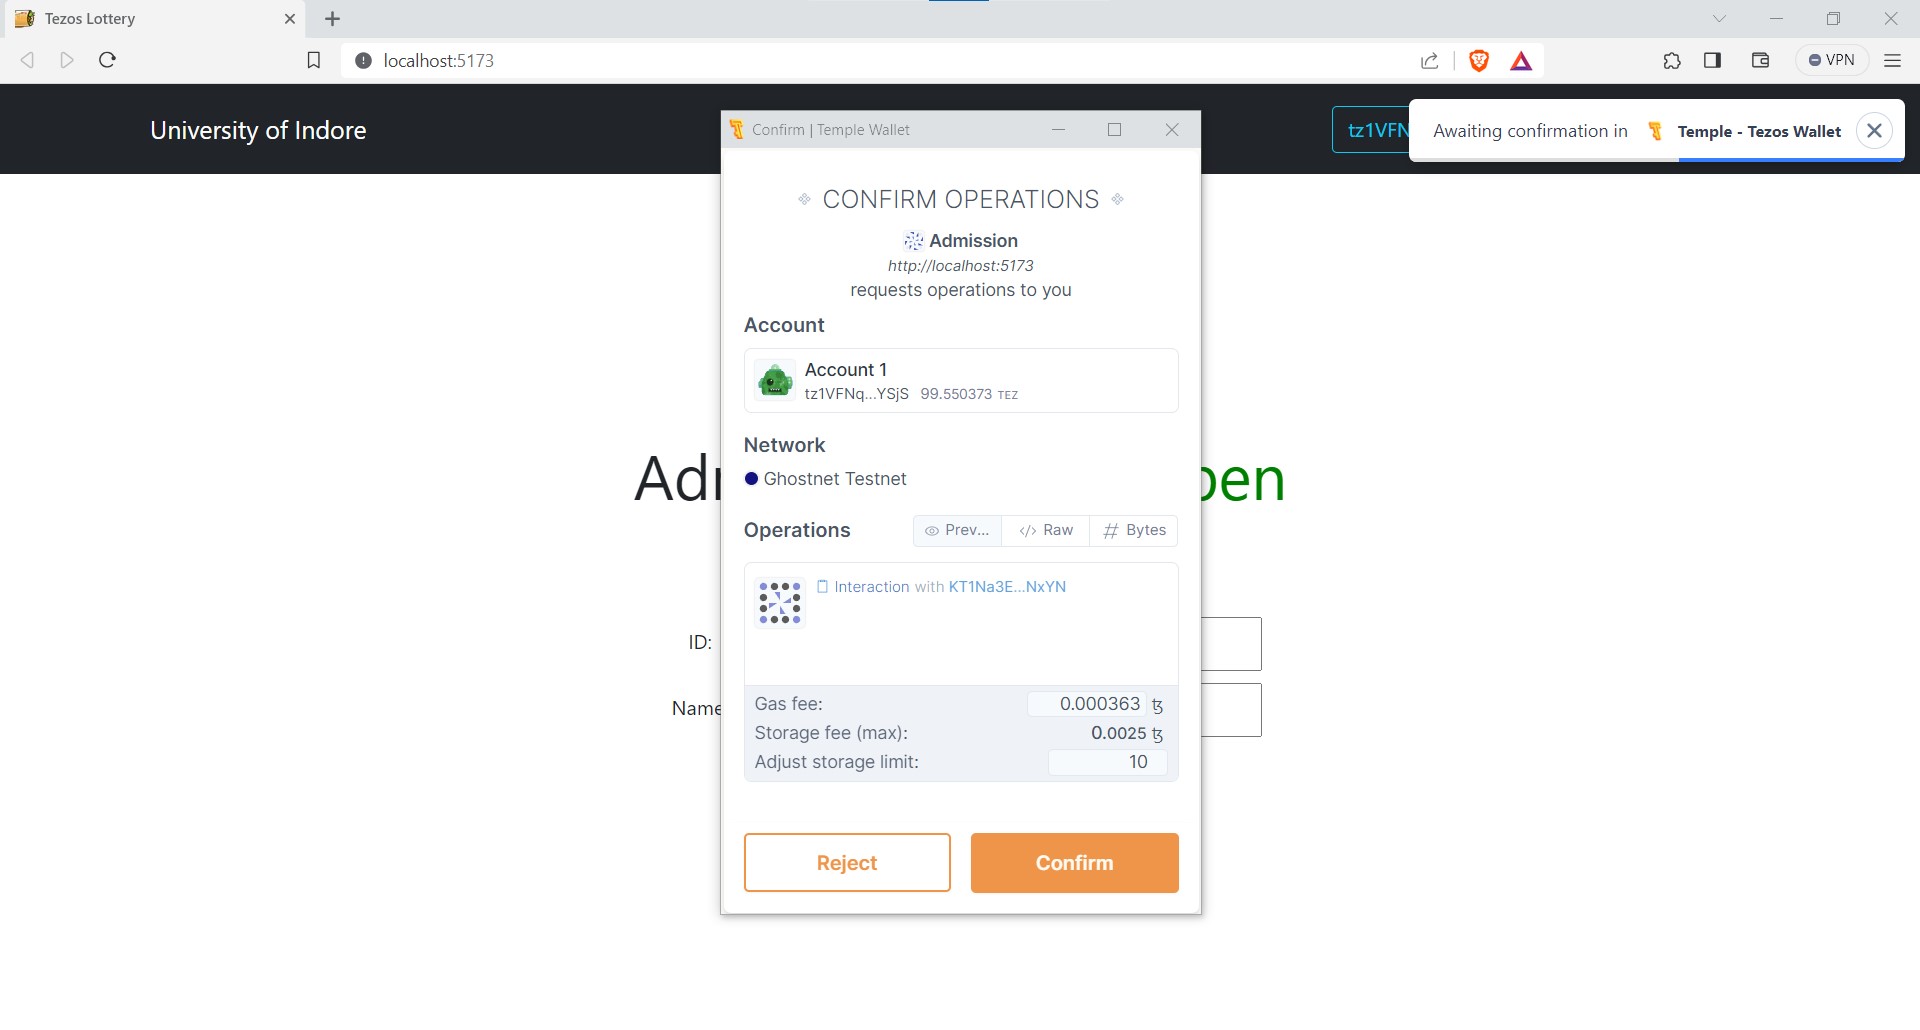 Tezos Lottery
localhost:5173
VPN
University of Indore
tz1VFN
Awaiting confirmation in Temple - Tezos Wallet
Confirm | Temple Wallet
CONFIRM OPERATIONS
Admission
http://localhost:5173
requests operations to you
Account
Account 1
tz1VFNq...YSjS 99.550373 TEZ
Network
Ghostnet Testnet
Operations
Prev... </> Raw # Bytes
Interaction with KT1Na3E...NxYN
Gas fee: 0.000363 ꜩ
Storage fee (max): 0.0025 ꜩ
Adjust storage limit: 10
Reject Confirm
ID:
Name